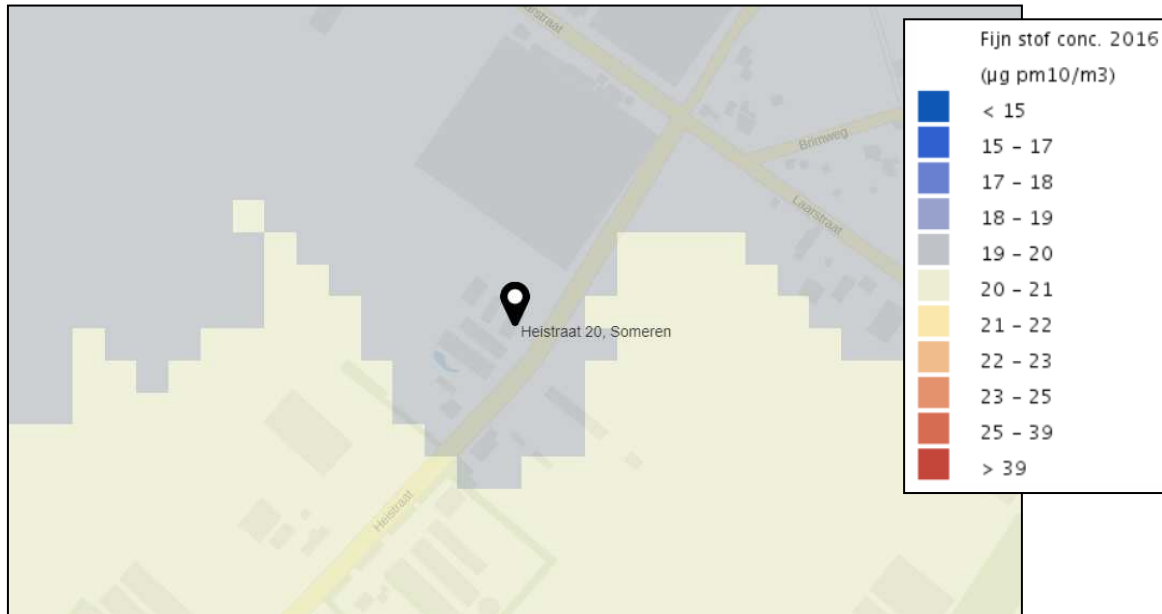 Laarstraat
Brimweg
Laarstraat
Heistraat 20, Someren
Heistraat
Fijn stof conc. 2016
(µg pm10/m3)
< 15
15 - 17
17 - 18
18 - 19
19 - 20
20 - 21
21 - 22
22 - 23
23 - 25
25 - 39
> 39